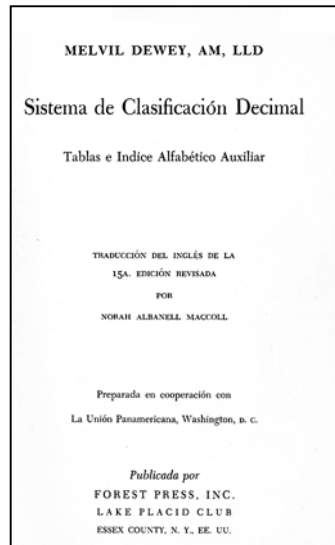 MELVIL DEWEY, AM, LLD
Sistema de Clasificación Decimal
Tablas e Indice Alfabético Auxiliar
TRADUCCIÓN DEL INGLÉS DE LA
15A. EDICIÓN REVISADA
POR
NORAH ALBANELL MACCOLL
Preparada en cooperación con
La Unión Panamericana, Washington, D. C.
Publicada por
FOREST PRESS, INC.
LAKE PLACID CLUB
ESSEX COUNTY, N. Y., EE. UU.